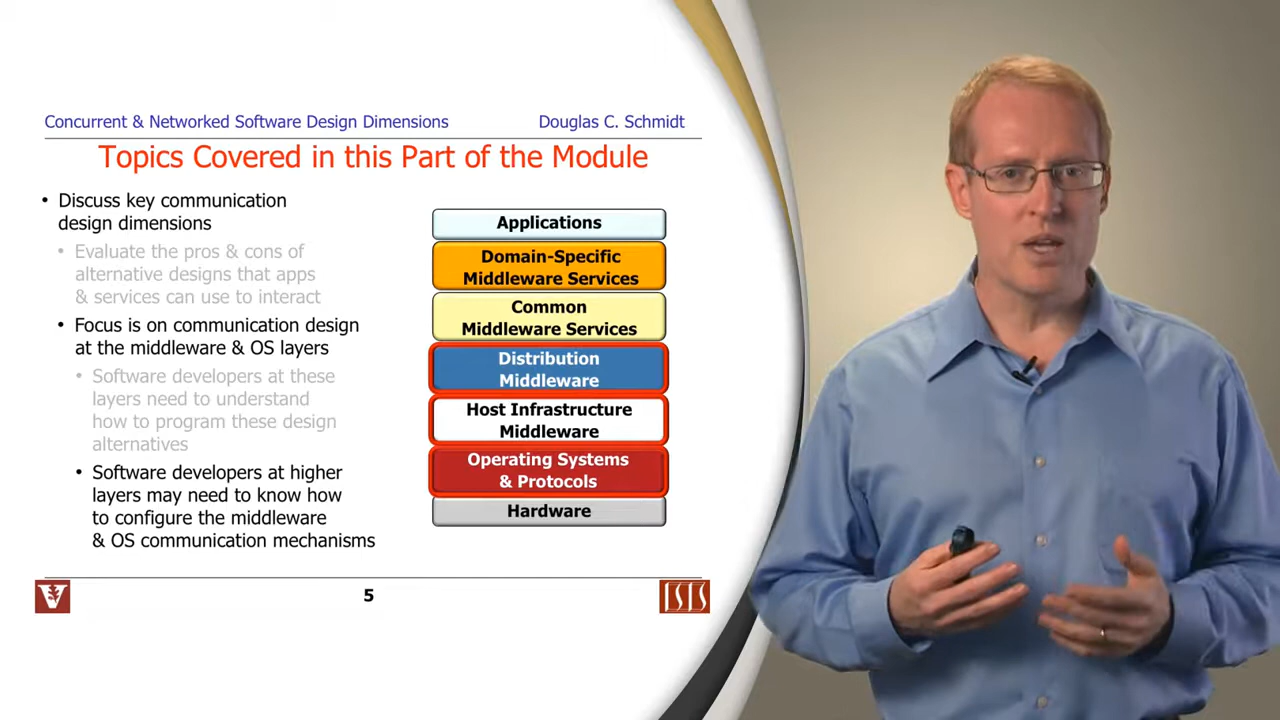 Concurrent & Networked Software Design Dimensions
Douglas C. Schmidt
Topics Covered in this Part of the Module
• Discuss key communication
design dimensions
• Evaluate the pros & cons of
alternative designs that apps
& services can use to interact
• Focus is on communication design
at the middleware & OS layers
• Software developers at these
layers need to understand
how to program these design
alternatives
• Software developers at higher
layers may need to know how
to configure the middleware
& OS communication mechanisms
Applications
Domain-Specific
Middleware Services
Common
Middleware Services
Distribution
Middleware
Host Infrastructure
Middleware
Operating Systems
& Protocols
Hardware
V
5
ISIS